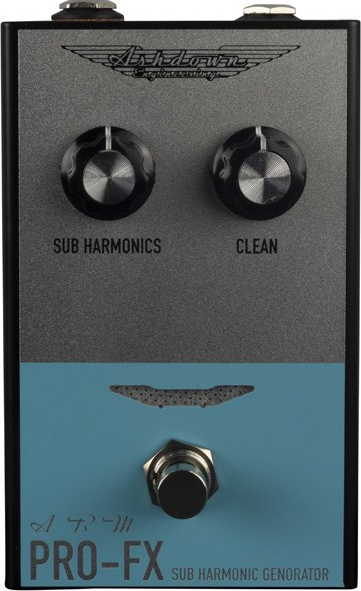 Ashdown
Engineering
SUB HARMONICS CLEAN
A B M
PRO-FX SUB HARMONIC GENORATOR